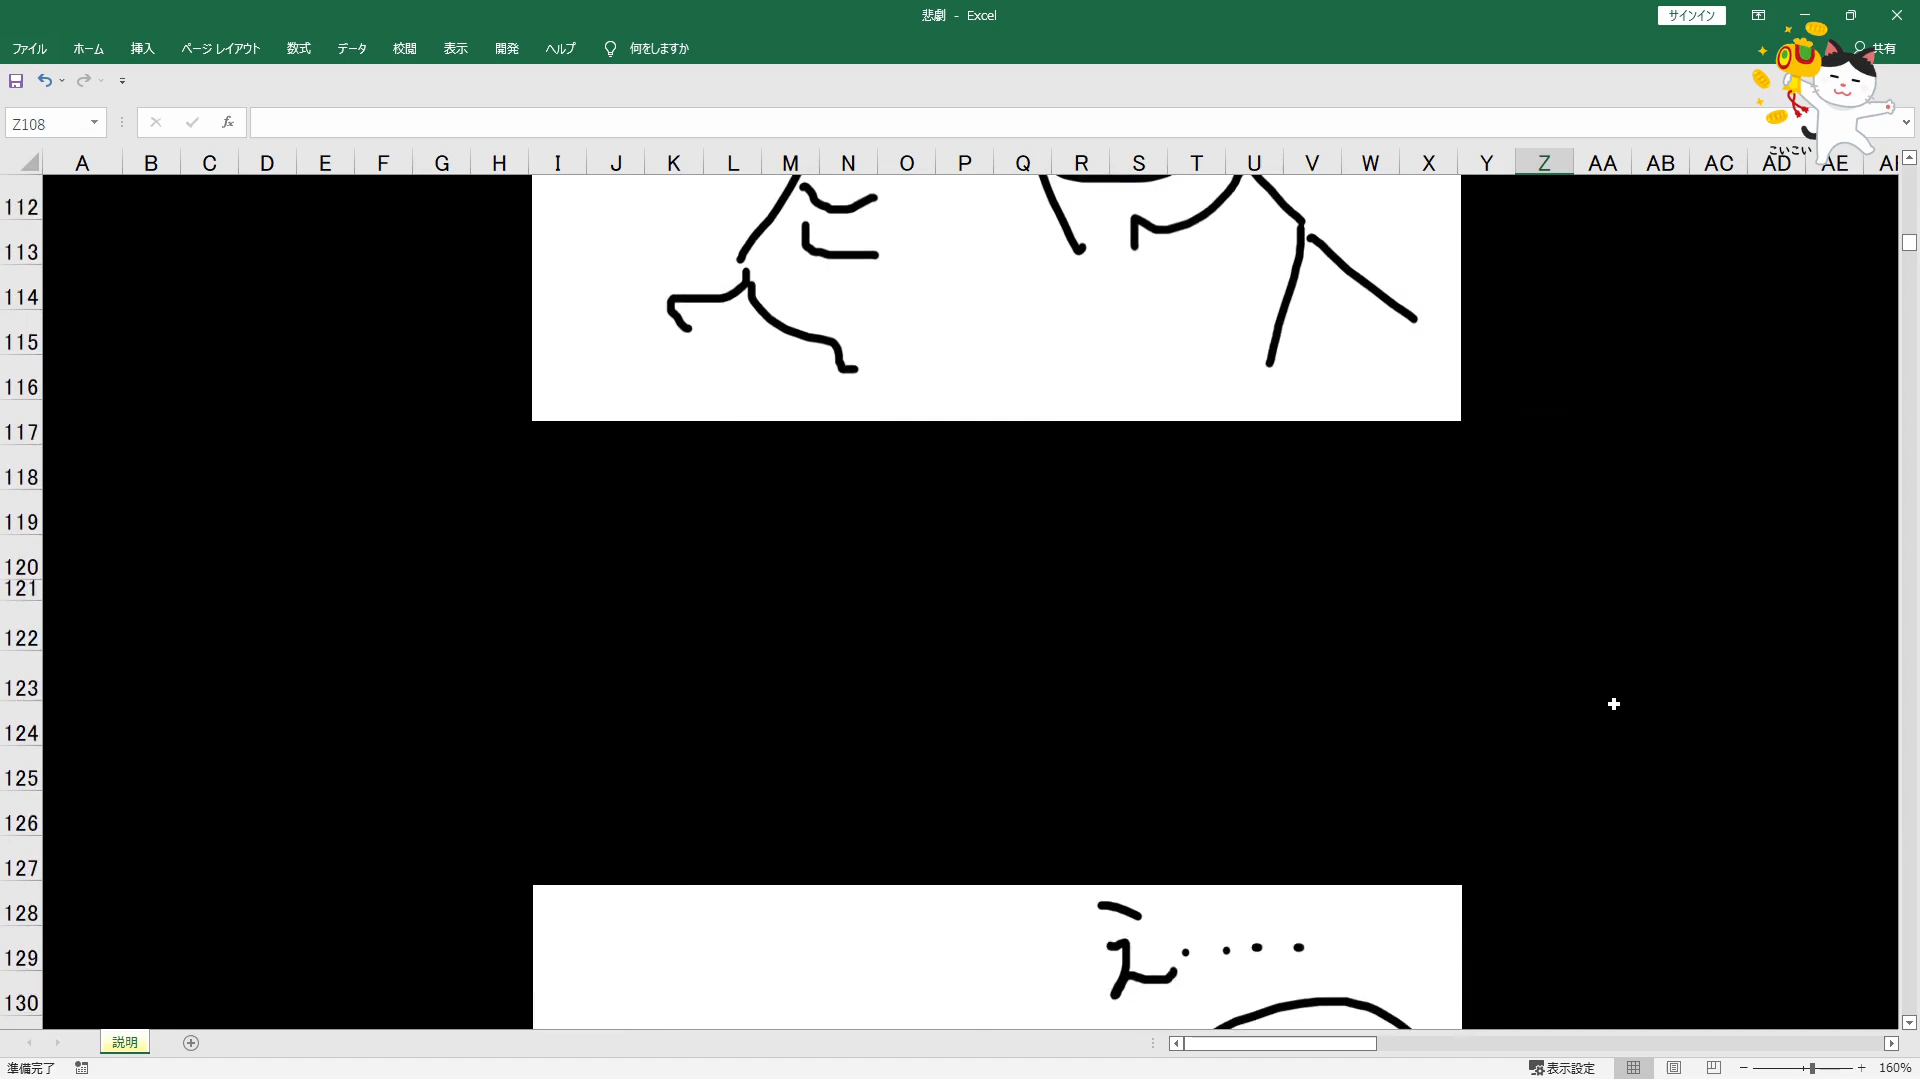 悲劇 - Excel
サインイン
ファイル ホーム 挿入 ページ レイアウト 数式 データ 校閲 表示 開発 ヘルプ 何をしますか 共有
Z108 fx
こいこい
A B C D E F G H I J K L M N O P Q R S T U V W X Y Z AA AB AC AD AE
112
113
114
115
116
117
118
119
120
121
122
123
124
125
126
127
128
129
130
え・・・・
説明
準備完了 表示設定 160%